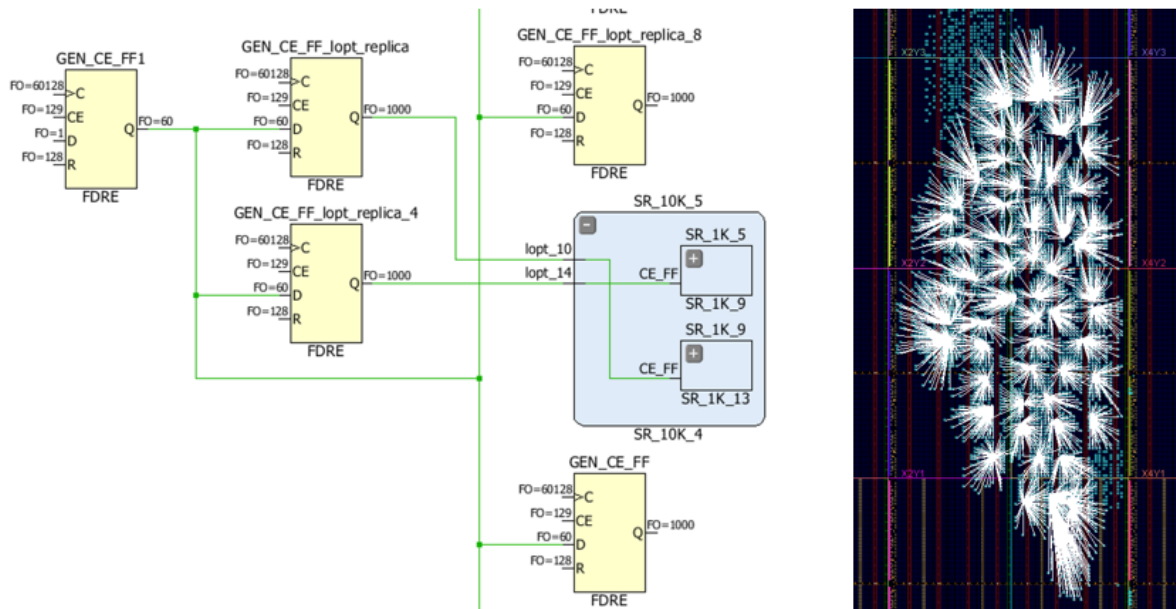 FDRE
GEN_CE_FF1
FO=60128
C
FO=129
CE
FO=1
D
FO=128
R
Q
FO=60
FDRE
GEN_CE_FF_lopt_replica
FO=60128
C
FO=129
CE
FO=60
D
FO=128
R
Q
FO=1000
FDRE
GEN_CE_FF_lopt_replica_4
FO=60128
C
FO=129
CE
FO=60
D
FO=128
R
Q
FO=1000
FDRE
GEN_CE_FF_lopt_replica_8
FO=60128
C
FO=129
CE
FO=60
D
FO=128
R
Q
FO=1000
FDRE
SR_10K_5
lopt_10
lopt_14
SR_1K_5
CE_FF
SR_1K_9
SR_1K_9
CE_FF
SR_1K_13
SR_10K_4
GEN_CE_FF
FO=60128
C
FO=129
CE
FO=60
D
FO=128
R
Q
FO=1000
FDRE
X2Y3
X4Y3
X4Y2
X2Y1
X4Y1